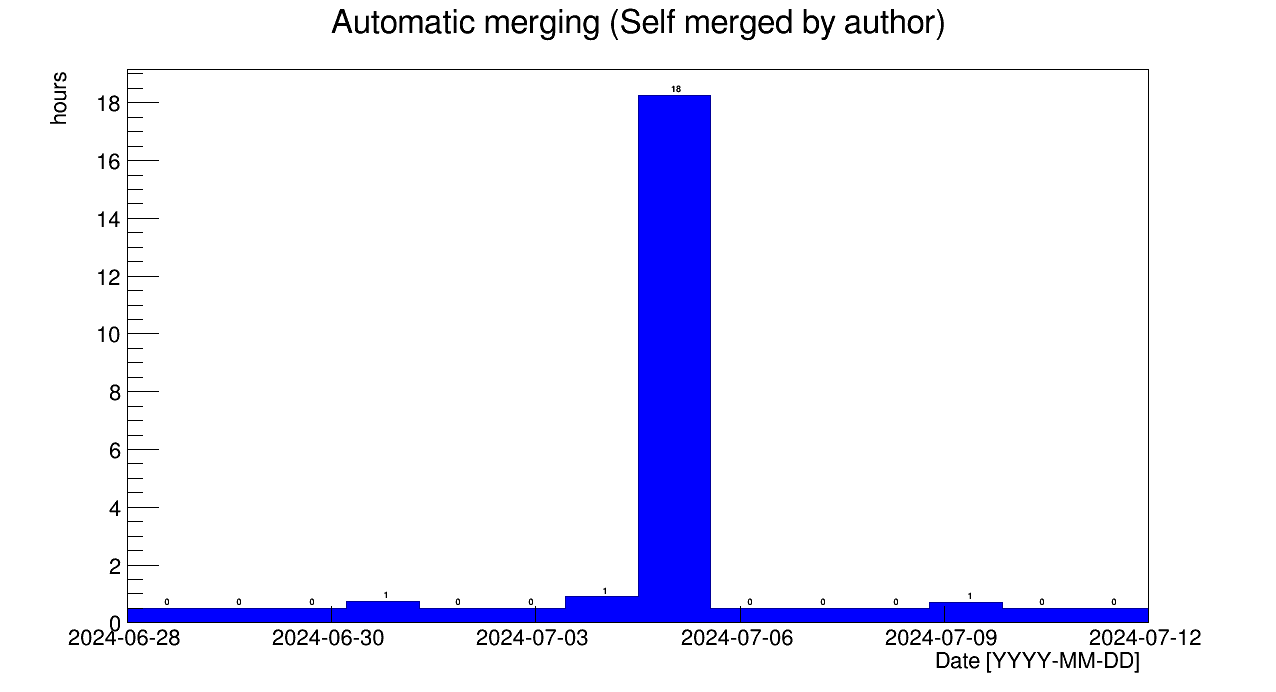 Automatic merging (Self merged by author)
hours
18
16
14
12
10
8
6
4
2
0
0 0 0 1 0 0 1 18 0 0 0 1 0 0
2024-06-28 2024-06-30 2024-07-03 2024-07-06 2024-07-09 2024-07-12
Date [YYYY-MM-DD]